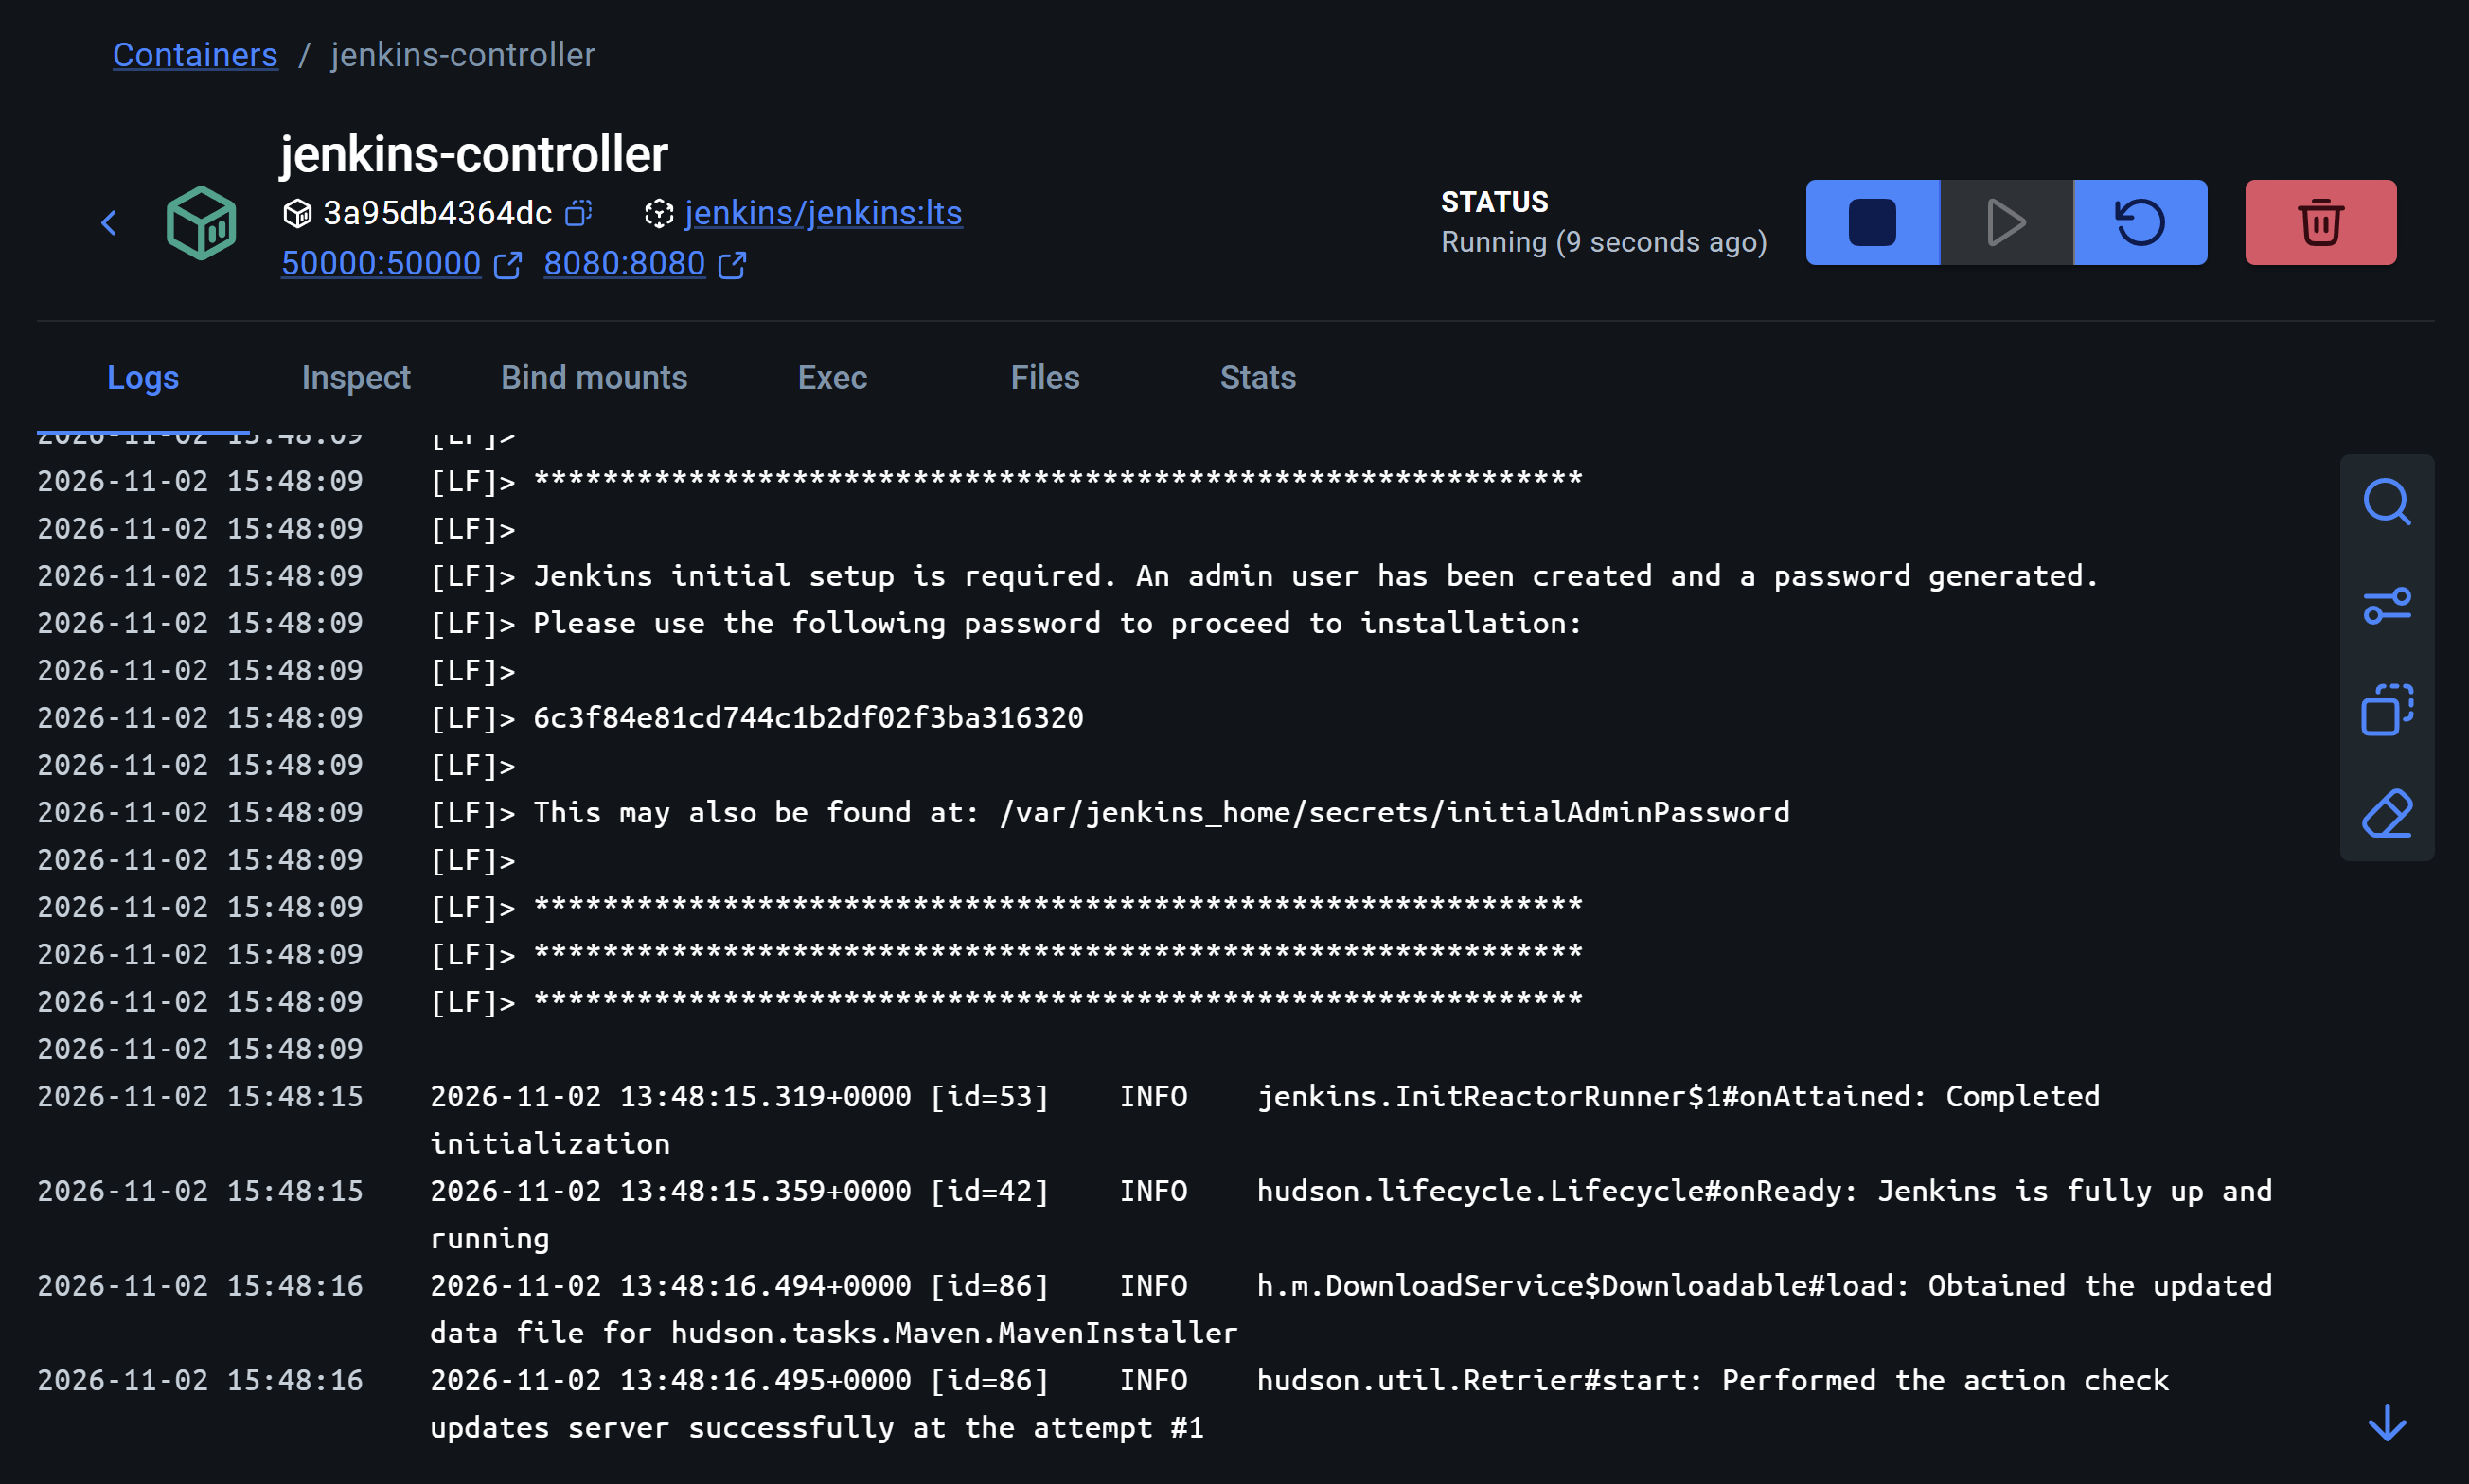 Containers / jenkins-controller
jenkins-controller
3a95db4364dc jenkins/jenkins:lts
50000:50000 8080:8080
STATUS
Running (9 seconds ago)
Logs Inspect Bind mounts Exec Files Stats
2026-11-02 15:48:09 [LF]>
2026-11-02 15:48:09 [LF]> *************************************************************
2026-11-02 15:48:09 [LF]>
2026-11-02 15:48:09 [LF]> Jenkins initial setup is required. An admin user has been created and a password generated.
2026-11-02 15:48:09 [LF]> Please use the following password to proceed to installation:
2026-11-02 15:48:09 [LF]>
2026-11-02 15:48:09 [LF]> 6c3f84e81cd744c1b2df02f3ba316320
2026-11-02 15:48:09 [LF]>
2026-11-02 15:48:09 [LF]> This may also be found at: /var/jenkins_home/secrets/initialAdminPassword
2026-11-02 15:48:09 [LF]>
2026-11-02 15:48:09 [LF]> *************************************************************
2026-11-02 15:48:09 [LF]> *************************************************************
2026-11-02 15:48:09 [LF]> *************************************************************
2026-11-02 15:48:09
2026-11-02 15:48:15 2026-11-02 13:48:15.319+0000 [id=53] INFO jenkins.InitReactorRunner$1#onAttained: Completed
initialization
2026-11-02 15:48:15 2026-11-02 13:48:15.359+0000 [id=42] INFO hudson.lifecycle.Lifecycle#onReady: Jenkins is fully up and
running
2026-11-02 15:48:16 2026-11-02 13:48:16.494+0000 [id=86] INFO h.m.DownloadService$Downloadable#load: Obtained the updated
data file for hudson.tasks.Maven.MavenInstaller
2026-11-02 15:48:16 2026-11-02 13:48:16.495+0000 [id=86] INFO hudson.util.Retrier#start: Performed the action check
updates server successfully at the attempt #1